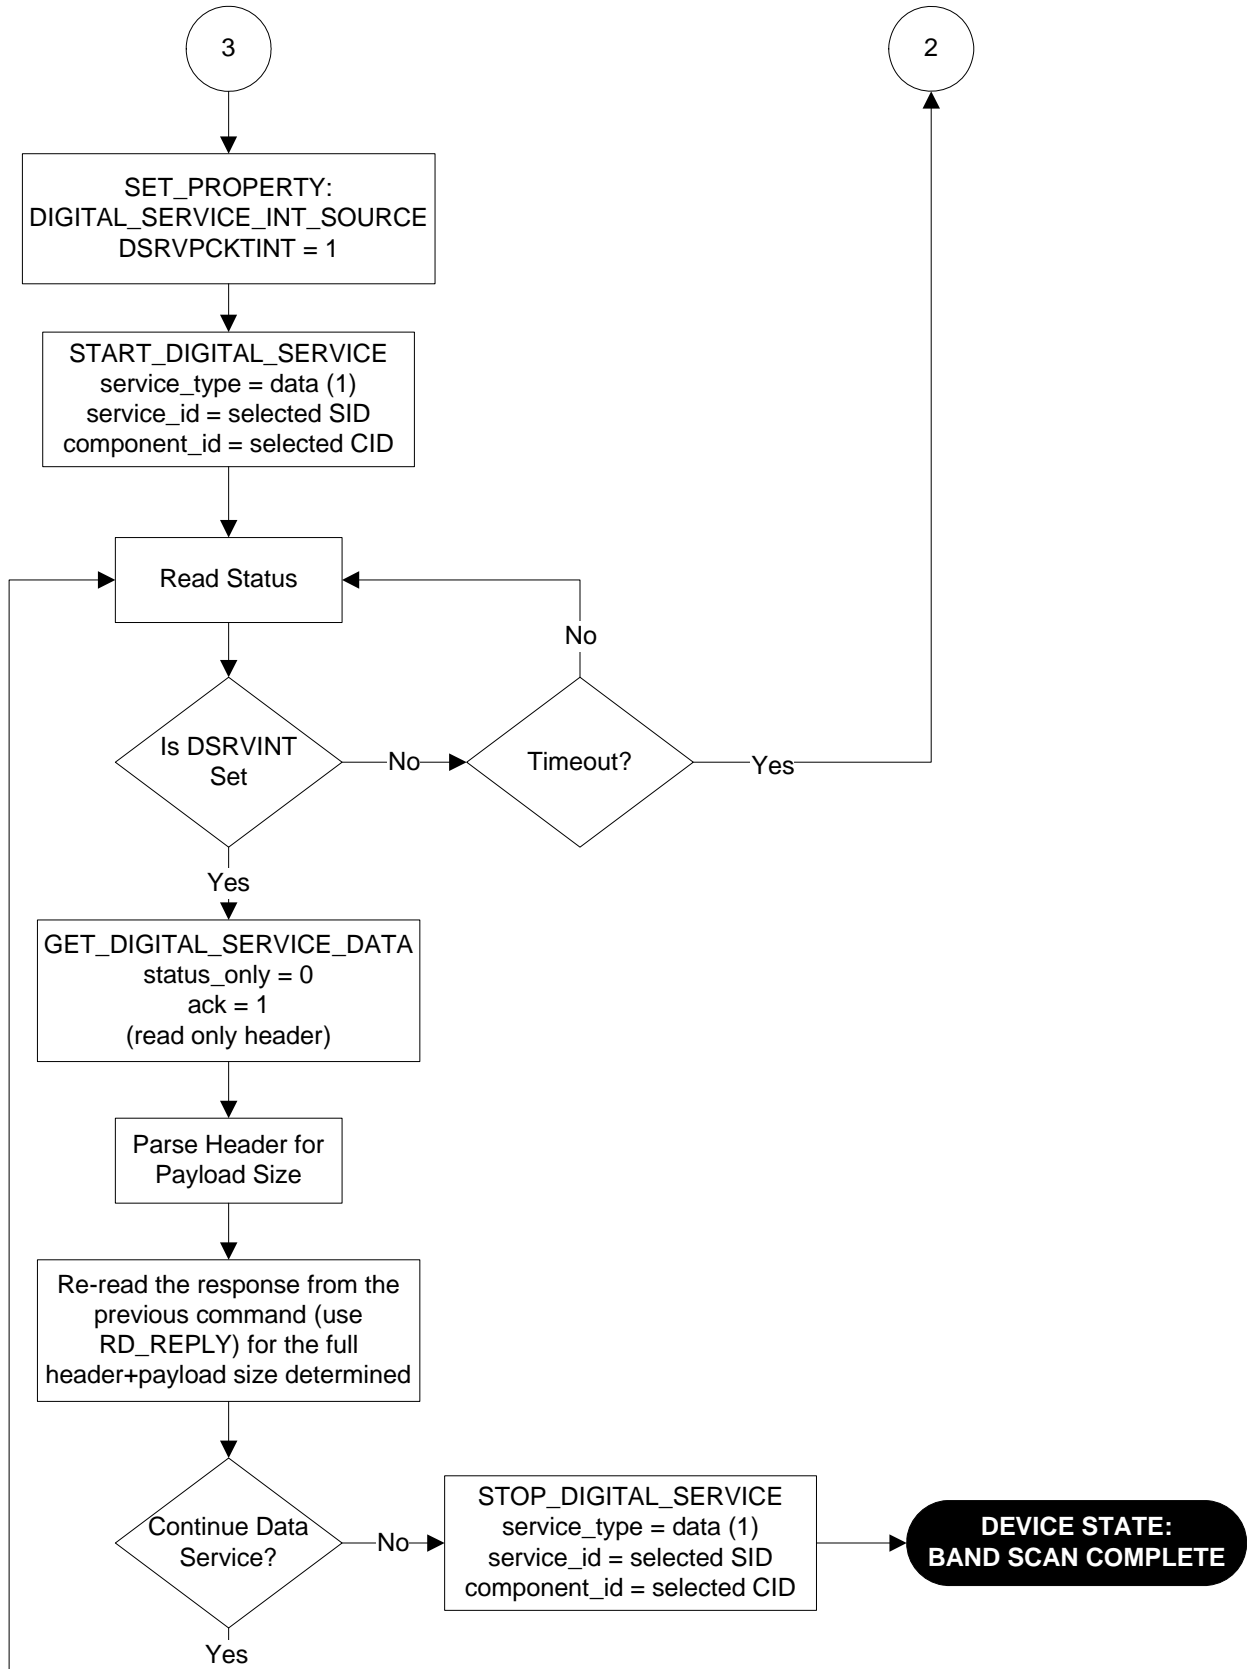 3
2
SET_PROPERTY:
DIGITAL_SERVICE_INT_SOURCE
DSRVPCKTINT = 1
START_DIGITAL_SERVICE
service_type = data (1)
service_id = selected SID
component_id = selected CID
Read Status
No
Is DSRVINT
Set
No
Timeout?
Yes
Yes
GET_DIGITAL_SERVICE_DATA
status_only = 0
ack = 1
(read only header)
Parse Header for
Payload Size
Re-read the response from the
previous command (use
RD_REPLY) for the full
header+payload size determined
Continue Data
Service?
No
STOP_DIGITAL_SERVICE
service_type = data (1)
service_id = selected SID
component_id = selected CID
DEVICE STATE:
BAND SCAN COMPLETE
Yes